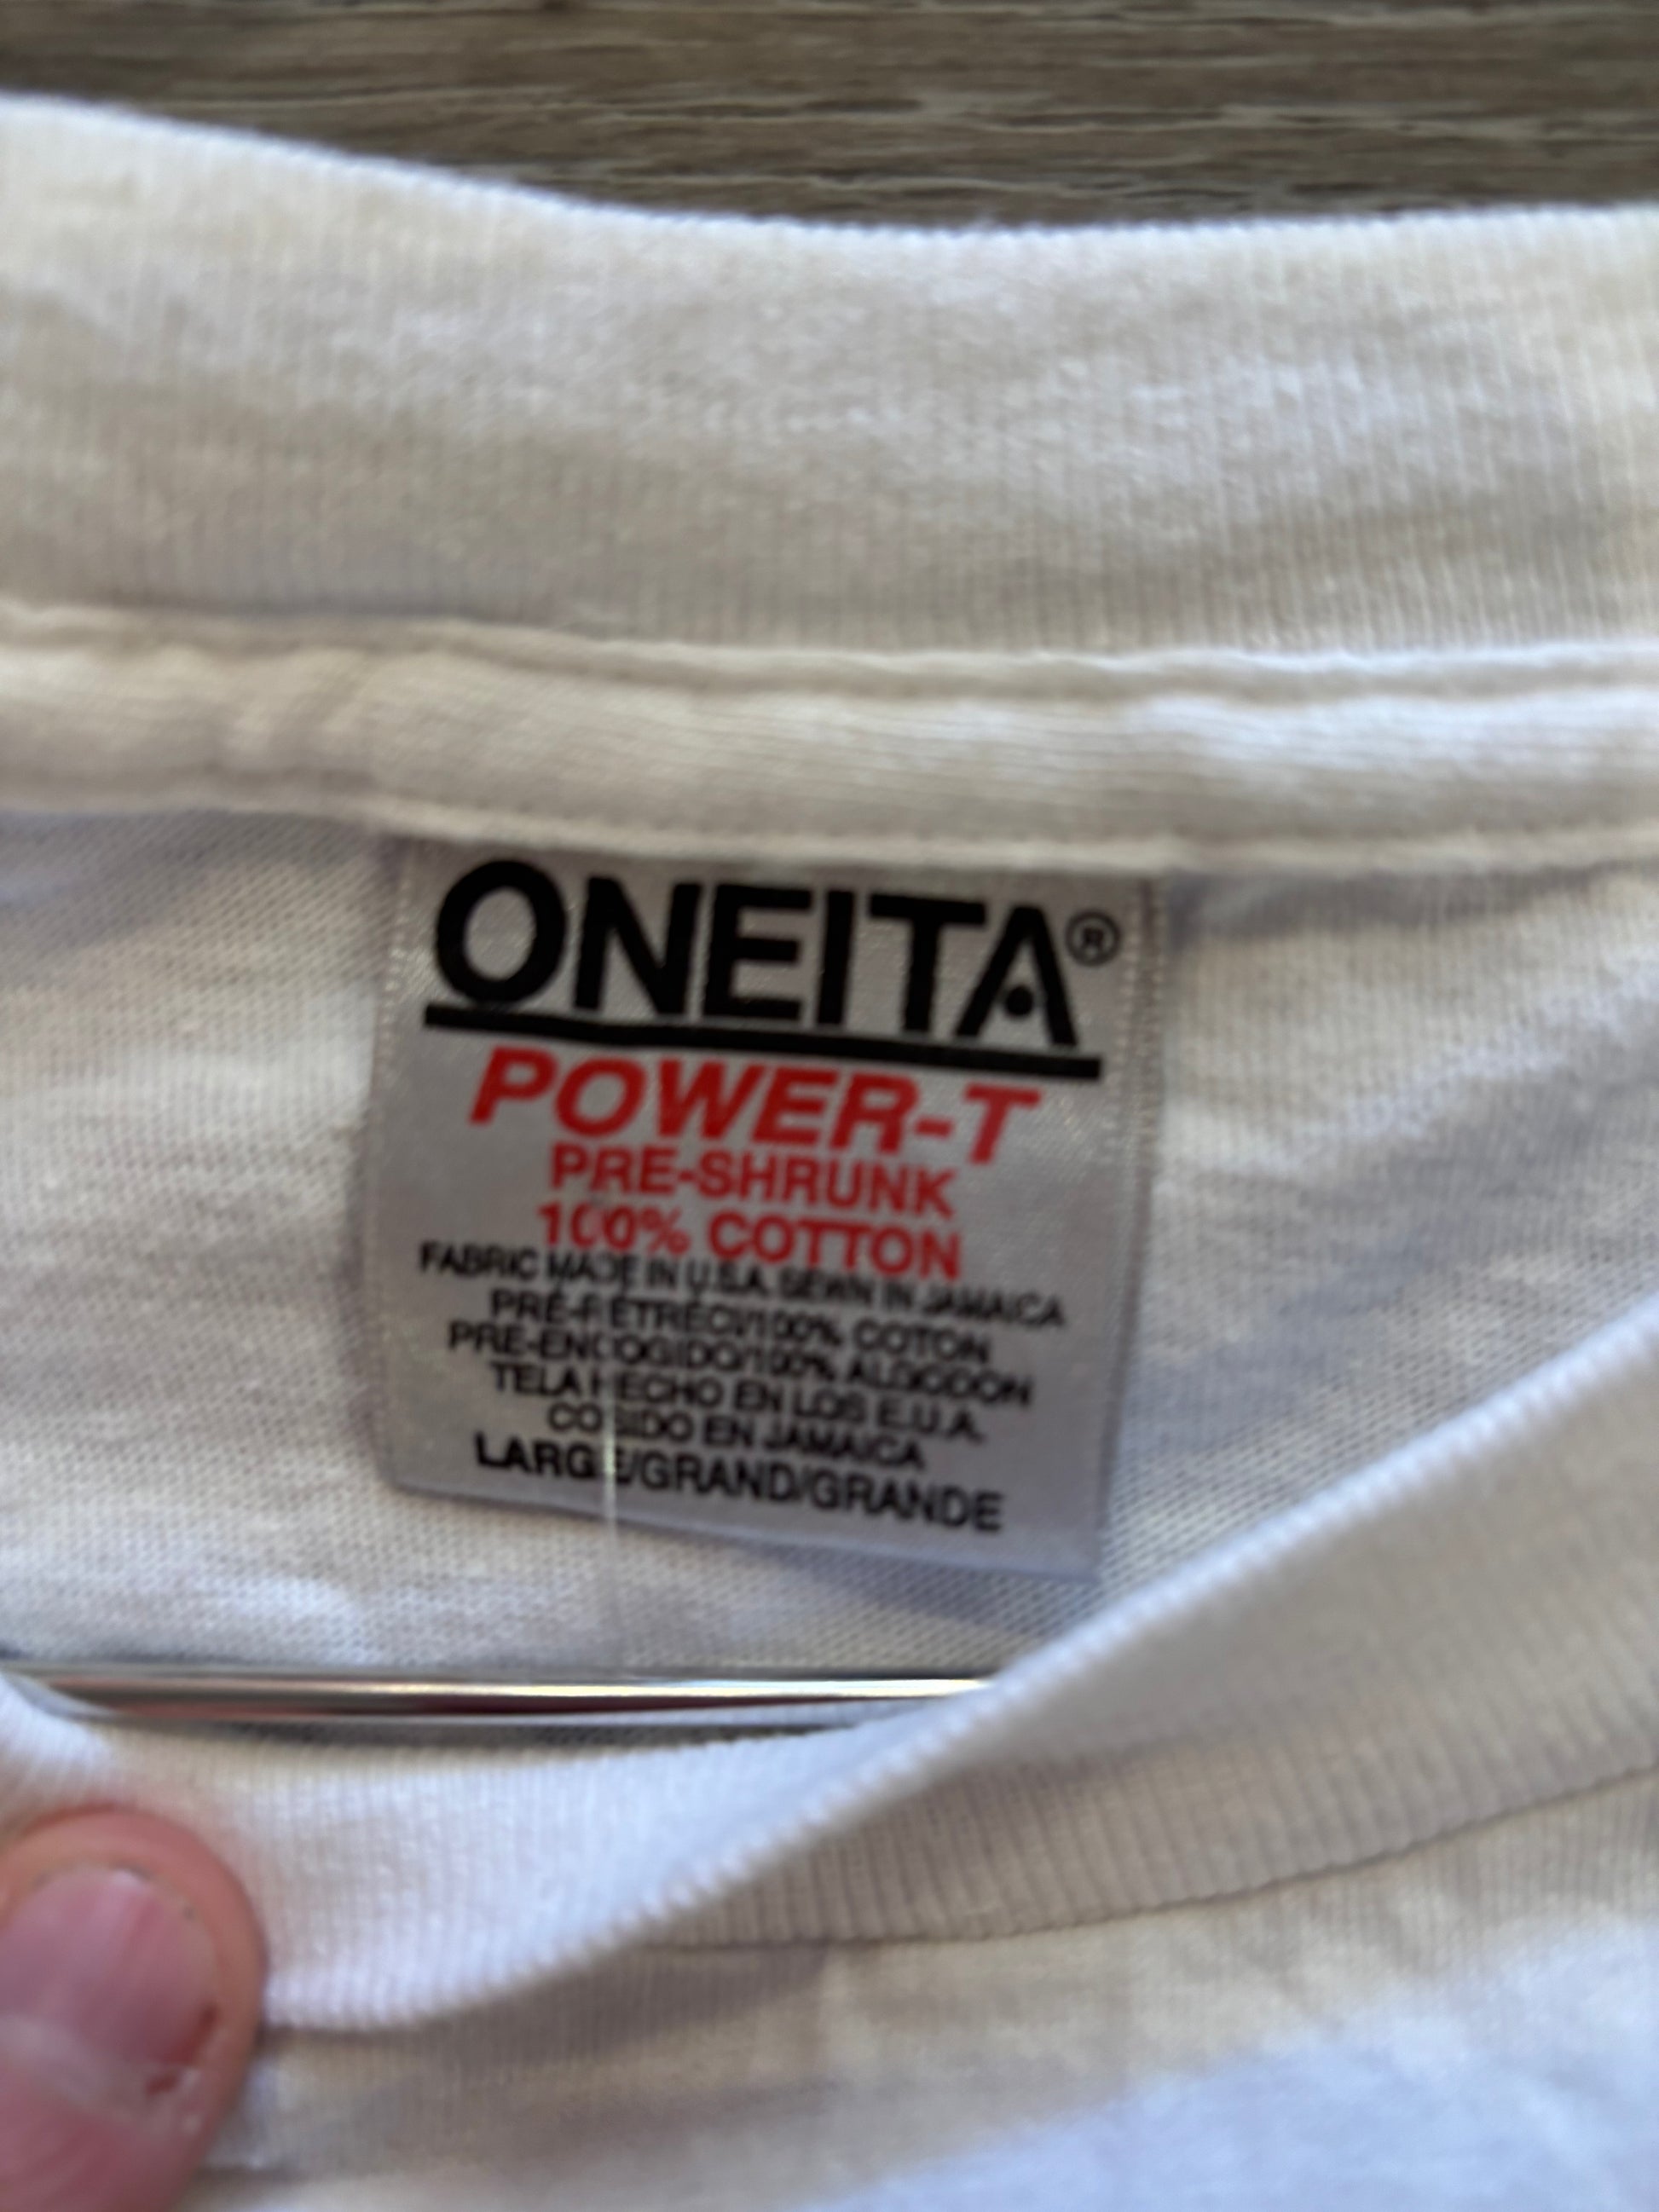 ONEITA®
POWER-T
PRE-SHRUNK
100% COTTON
FABRIC MADE IN U.S.A. SEWN IN JAMAICA
PRÉ-RÉTRÉCI/100% COTON
PRE-ENCOGIDO/100% ALGODON
TELA HECHO EN LOS E.U.A.
COSIDO EN JAMAICA
LARGE/GRAND/GRANDE